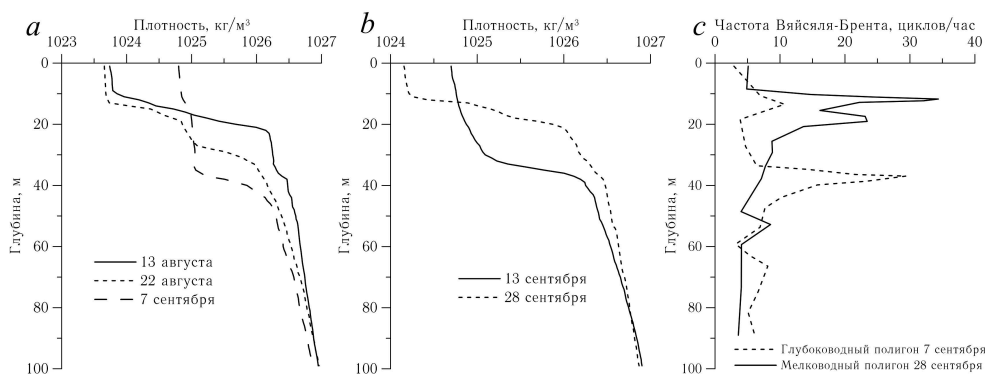 a
Плотность, кг/м³
1023 1024 1025 1026 1027
0
20
40
60
80
100
Глубина, м
13 августа
22 августа
7 сентября
b
Плотность, кг/м³
1024 1025 1026 1027
0
20
40
60
80
100
Глубина, м
13 сентября
28 сентября
c
Частота Вяйсяля-Брента, циклов/час
0 10 20 30 40
0
20
40
60
80
100
Глубина, м
Глубоководный полигон 7 сентября
Мелководный полигон 28 сентября